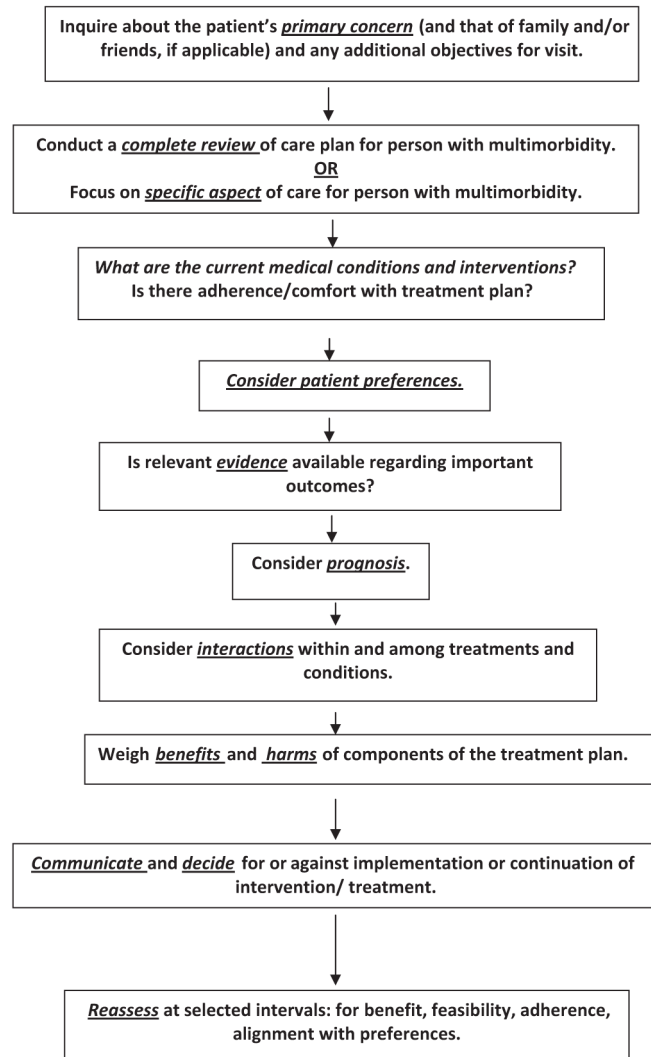 Inquire about the patient's primary concern (and that of family and/or
friends, if applicable) and any additional objectives for visit.
Conduct a complete review of care plan for person with multimorbidity.
OR
Focus on specific aspect of care for person with multimorbidity.
What are the current medical conditions and interventions?
Is there adherence/comfort with treatment plan?
Consider patient preferences.
Is relevant evidence available regarding important
outcomes?
Consider prognosis.
Consider interactions within and among treatments and
conditions.
Weigh benefits and harms of components of the treatment plan.
Communicate and decide for or against implementation or continuation of
intervention/ treatment.
Reassess at selected intervals: for benefit, feasibility, adherence,
alignment with preferences.